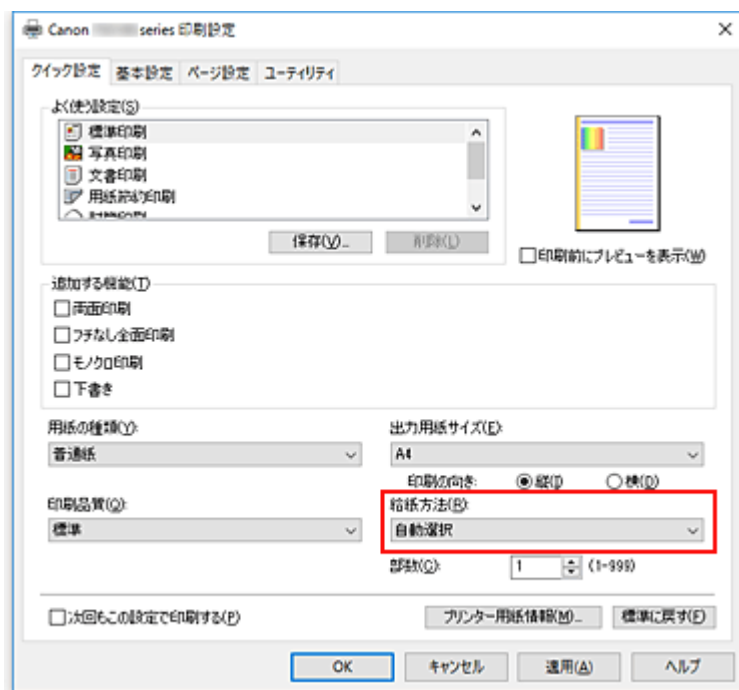 Canon series 印刷設定
クイック設定 基本設定 ページ設定 ユーティリティ
よく使う設定(S)
標準印刷
写真印刷
文書印刷
用紙節約印刷
保存(V)...
削除(L)
印刷前にプレビューを表示(W)
追加する機能(T)
両面印刷
フチなし全面印刷
モノクロ印刷
下書き
用紙の種類(Y):
普通紙
出力用紙サイズ(E):
A4
印刷の向き: 縦(I) 横(D)
印刷品質(Q):
標準
給紙方法(R):
自動選択
部数(G): 1 (1-999)
次回もこの設定で印刷する(P)
プリンター用紙情報(M)...
標準に戻す(F)
OK キャンセル 適用(A) ヘルプ